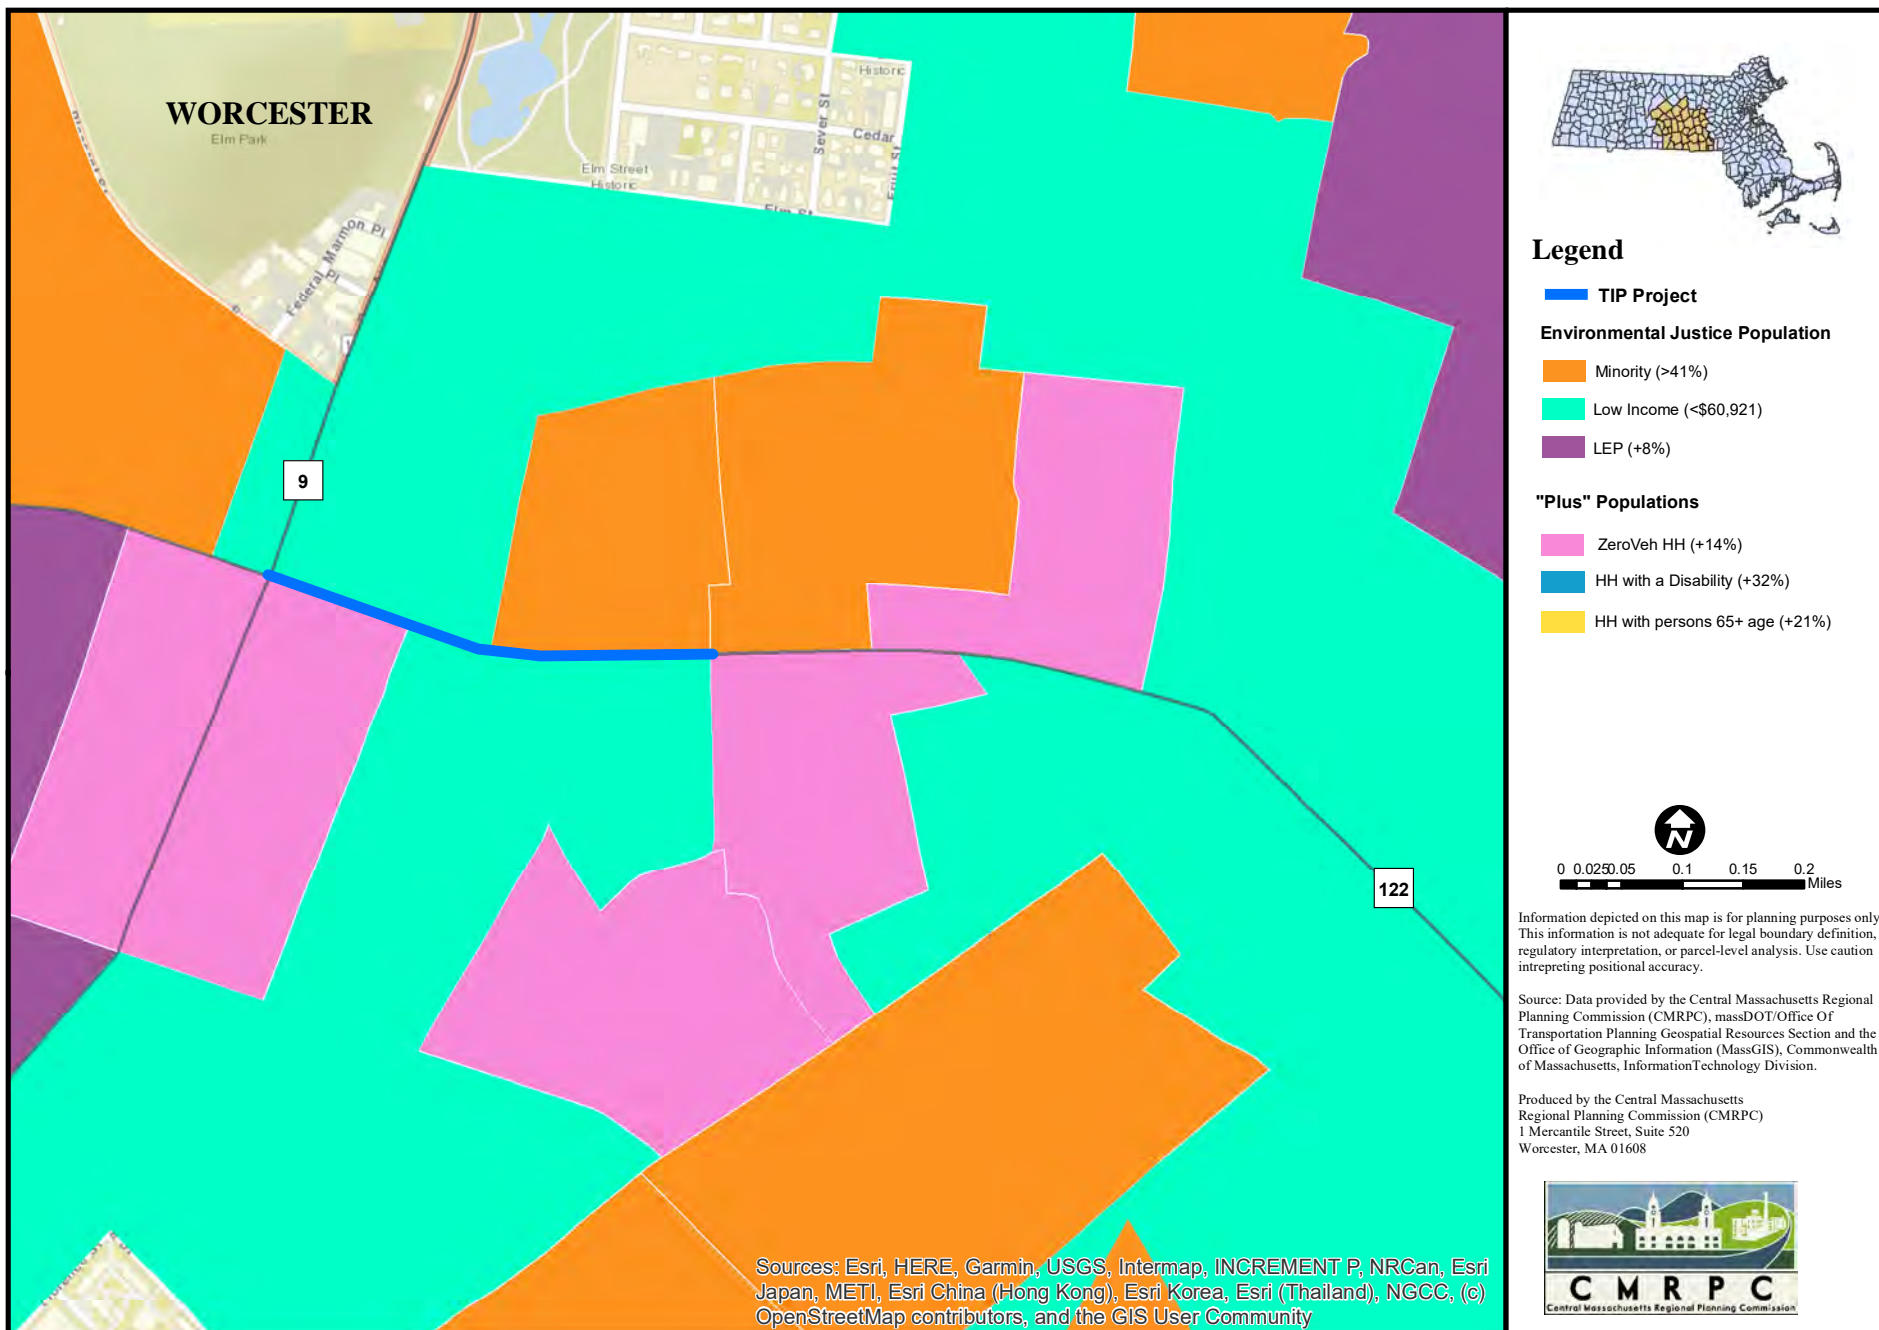 WORCESTER
Elm Park
Historic
Sever St
Cedar
Elm Street
Historic
Elm St
Federal
Marmon Pl
Pl
9
122
Sources: Esri, HERE, Garmin, USGS, Intermap, INCREMENT P, NRCan, Esri
Japan, METI, Esri China (Hong Kong), Esri Korea, Esri (Thailand), NGCC, (c)
OpenStreetMap contributors, and the GIS User Community
Legend
TIP Project
Environmental Justice Population
Minority (>41%)
Low Income (<$60,921)
LEP (+8%)
"Plus" Populations
ZeroVeh HH (+14%)
HH with a Disability (+32%)
HH with persons 65+ age (+21%)
N
0 0.025 0.05 0.1 0.15 0.2
Miles
Information depicted on this map is for planning purposes only
This information is not adequate for legal boundary definition,
regulatory interpretation, or parcel-level analysis. Use caution
intrepreting positional accuracy.
Source: Data provided by the Central Massachusetts Regional
Planning Commission (CMRPC), massDOT/Office Of
Transportation Planning Geospatial Resources Section and the
Office of Geographic Information (MassGIS), Commonwealth
of Massachusetts, InformationTechnology Division.
Produced by the Central Massachusetts
Regional Planning Commission (CMRPC)
1 Mercantile Street, Suite 520
Worcester, MA 01608
CMRPC
Central Massachusetts Regional Planning Commission